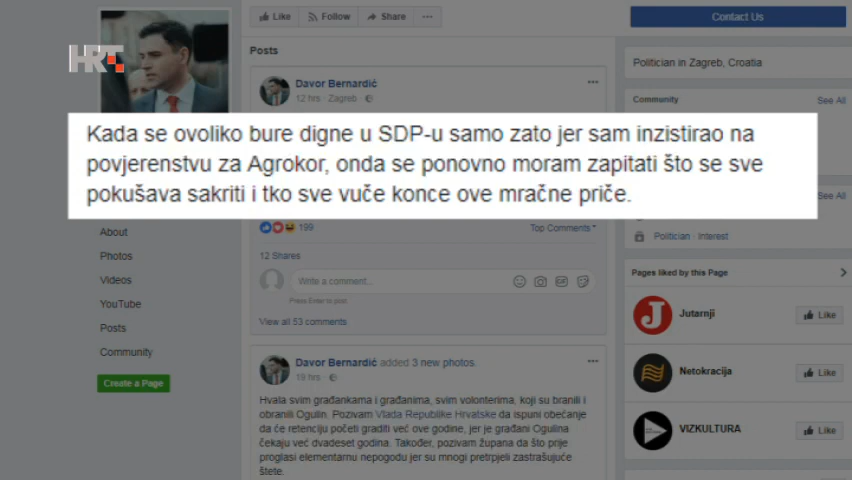 HRT
Like
Follow
Share
Contact Us
Posts
Davor Bernardić
12 hrs · Zagreb ·
Politician in Zagreb, Croatia
Community
See All
Kada se ovoliko bure digne u SDP-u samo zato jer sam inzistirao na
povjerenstvu za Agrokor, onda se ponovno moram zapitati što se sve
pokušava sakriti i tko sve vuče konce ove mračne priče.
See All
About
Photos
Videos
YouTube
Posts
Community
Create a Page
199
Top Comments
12 Shares
Write a comment...
Press Enter to post.
View all 53 comments
Politician · Interest
Pages liked by this Page
Jutarnji
Like
Netokracija
Like
VIZKULTURA
Like
Davor Bernardić added 3 new photos.
19 hrs ·
Hvala svim građankama i građanima, svim volonterima, koji su branili i
obranili Ogulin. Pozivam Vlada Republike Hrvatske da ispuni obećanje
da će retenciju početi graditi već ove godine, jer je građani Ogulina
čekaju već dvadeset godina. Također, pozivam župana da što prije
proglasi elementarnu nepogodu jer su mnogi pretrpjeli zastrašujuće
štete.